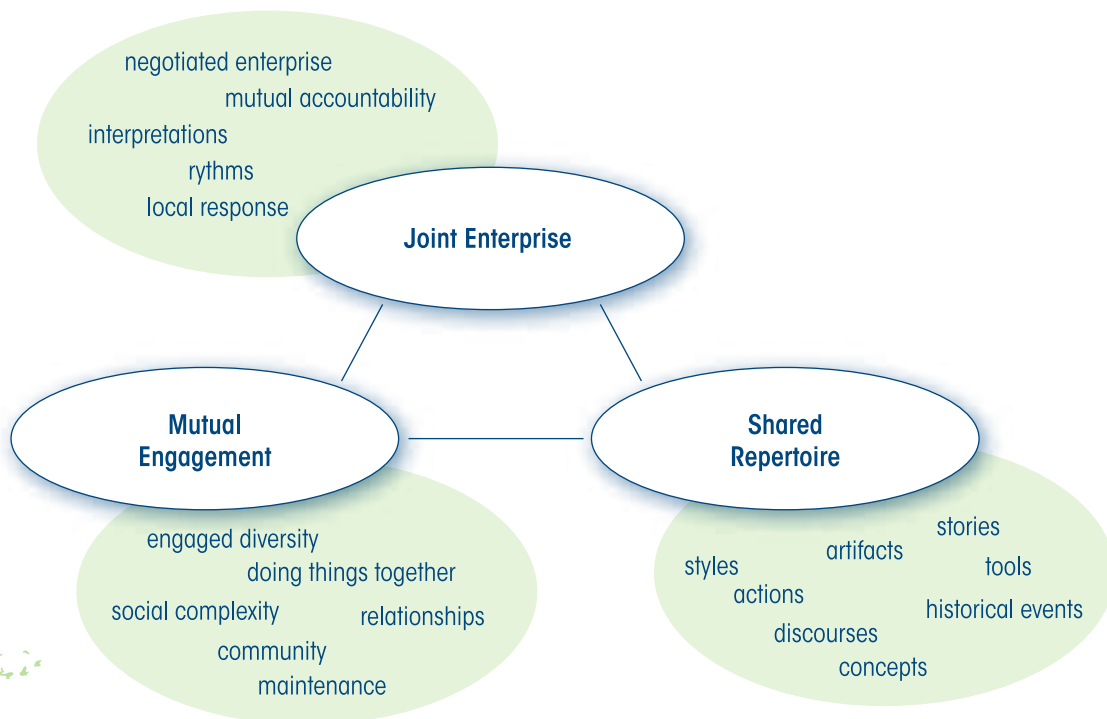 negotiated enterprise
mutual accountability
interpretations
rythms
local response
Joint Enterprise
Mutual
Engagement
engaged diversity
doing things together
social complexity
relationships
community
maintenance
Shared
Repertoire
stories
artifacts
styles
tools
actions
historical events
discourses
concepts